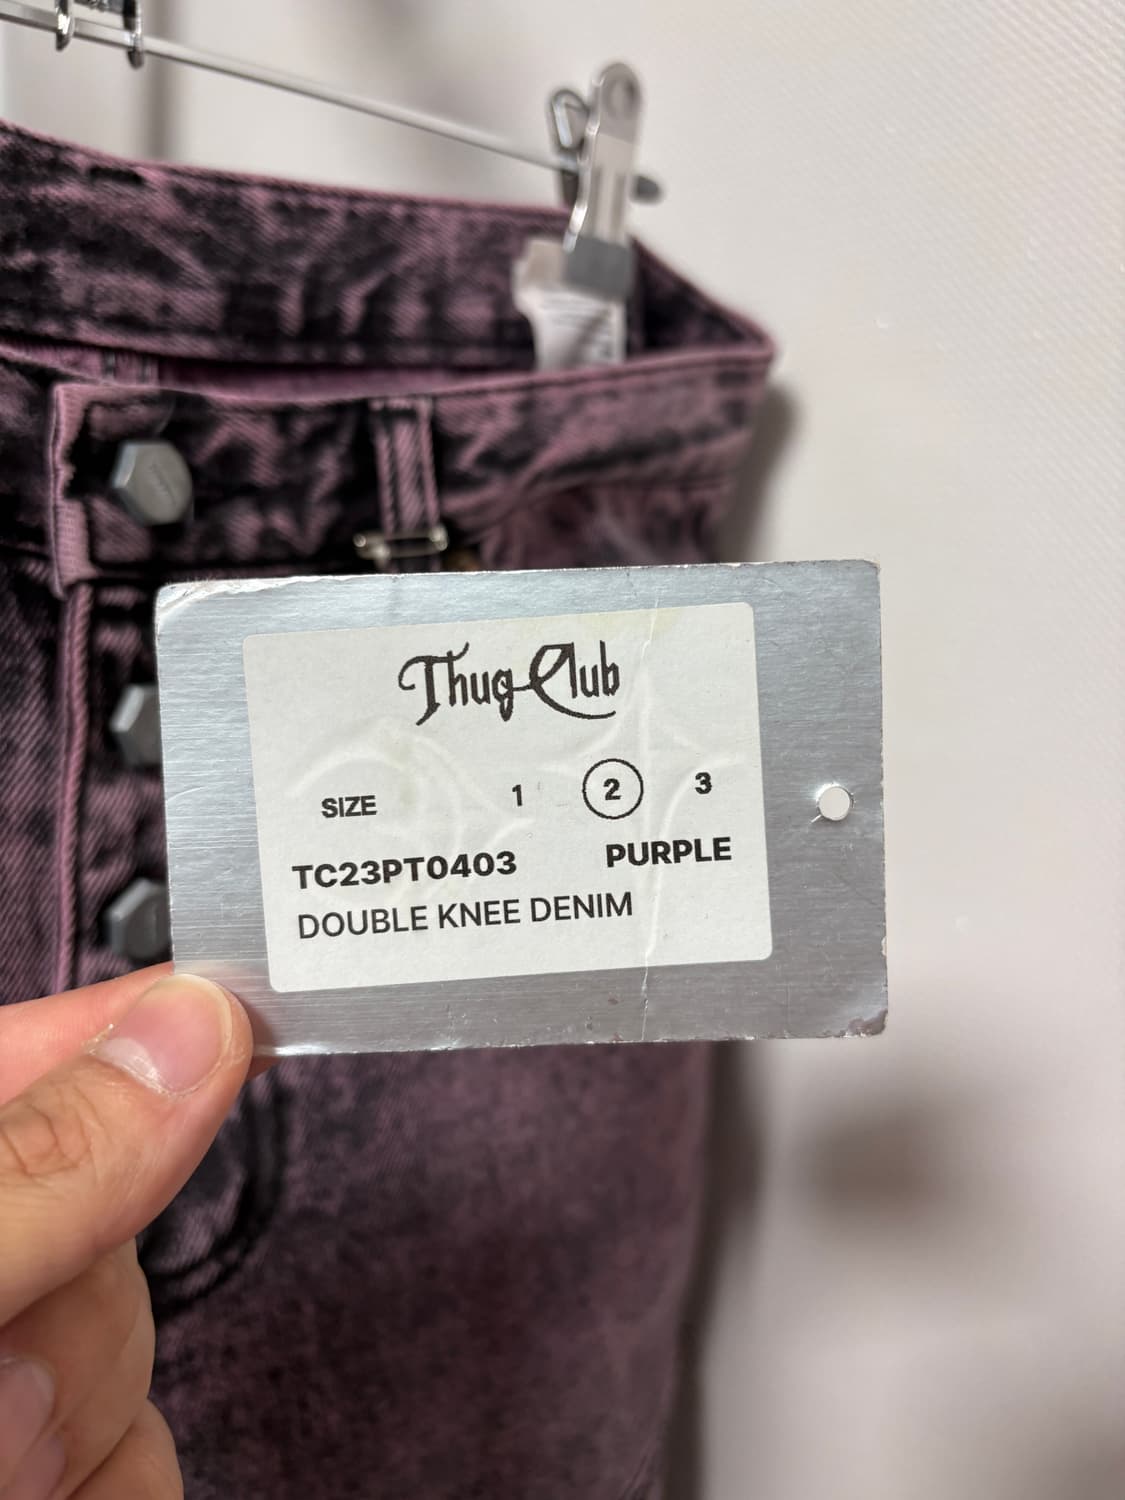 Thug Club
SIZE 1 2 3
TC23PT0403 PURPLE
DOUBLE KNEE DENIM